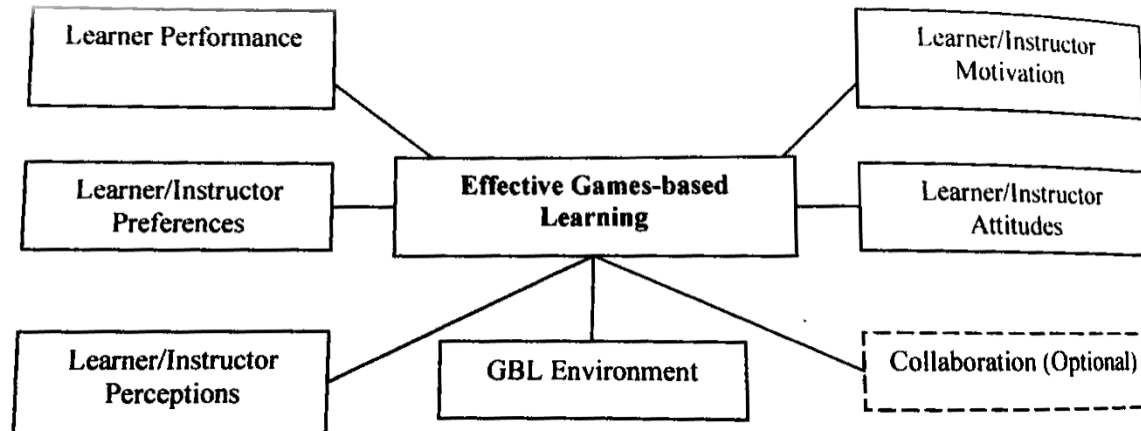 Learner Performance
Learner/Instructor
Motivation
Effective Games-based
Learning
Learner/Instructor
Preferences
Learner/Instructor
Attitudes
Learner/Instructor
Perceptions
GBL Environment
Collaboration (Optional)